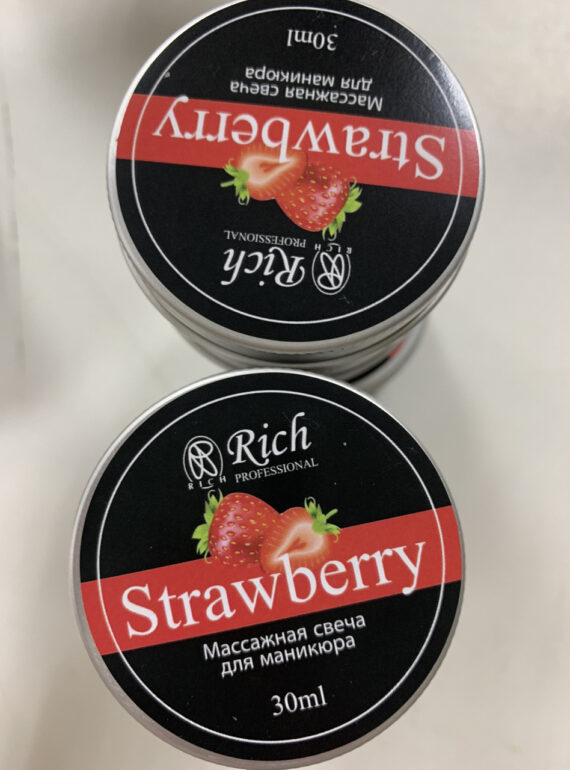 30ml
Массажная свеча
для маникюра
Strawberry
Rich
PROFESSIONAL
RICH
Rich
PROFESSIONAL
RICH
Strawberry
Массажная свеча
для маникюра
30ml